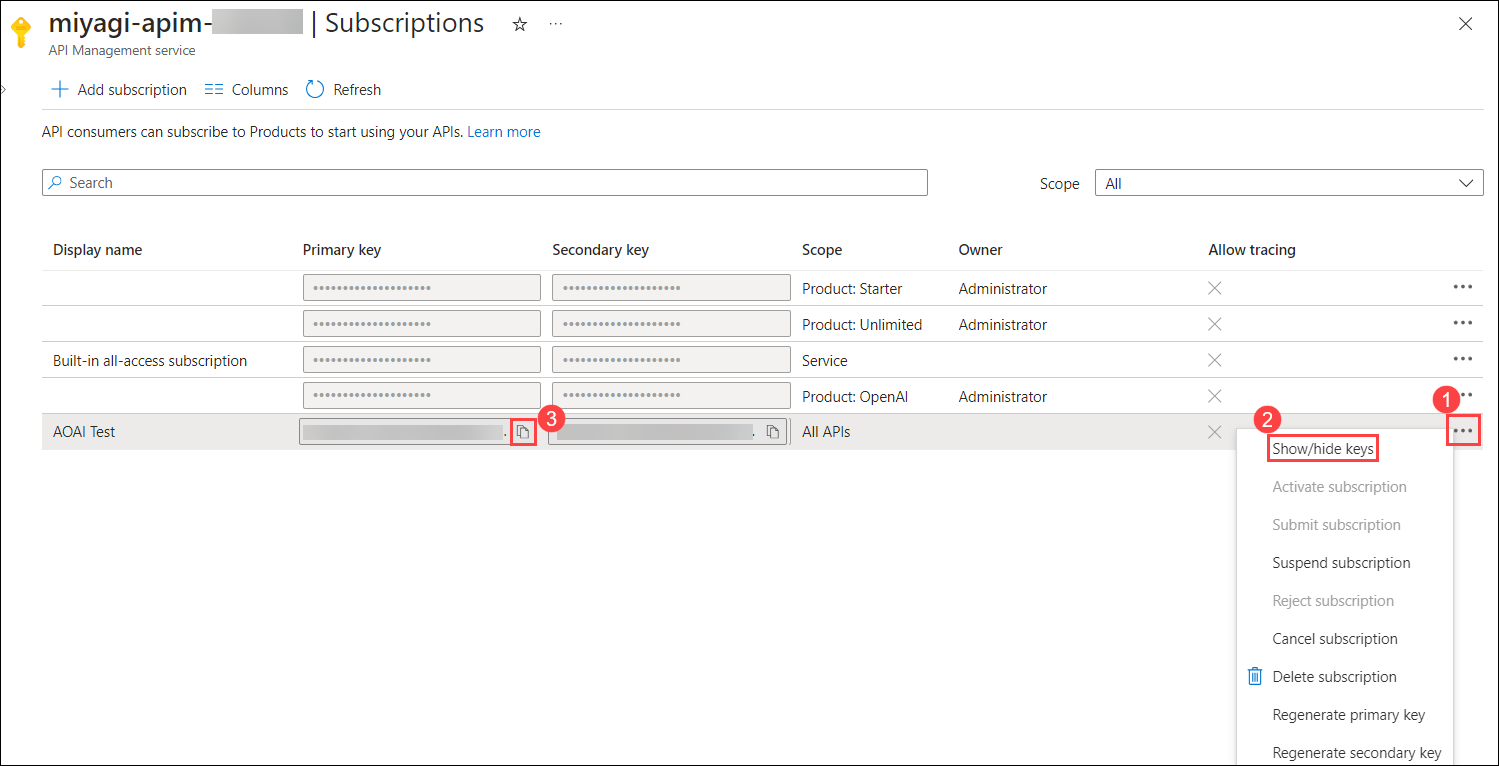 miyagi-apim- | Subscriptions
API Management service
Add subscription Columns Refresh
API consumers can subscribe to Products to start using your APIs. Learn more
Search Scope All
Display name Primary key Secondary key Scope Owner Allow tracing
•••••••••••••••••••• •••••••••••••••••••• Product: Starter Administrator
•••••••••••••••••••• •••••••••••••••••••• Product: Unlimited Administrator
Built-in all-access subscription •••••••••••••••••••• •••••••••••••••••••• Service
•••••••••••••••••••• •••••••••••••••••••• Product: OpenAI Administrator
3 2 1
AOAI Test . . All APIs
Show/hide keys
Activate subscription
Submit subscription
Suspend subscription
Reject subscription
Cancel subscription
Delete subscription
Regenerate primary key
Regenerate secondary key